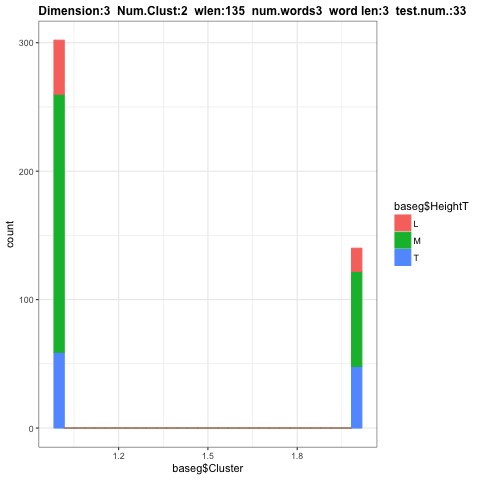 Dimension:3 Num.Clust:2 wlen:135 num.words3 word len:3 test.num.:33
300
200
100
0
count
1.2 1.5 1.8
baseg$Cluster
baseg$HeightT
L
M
T